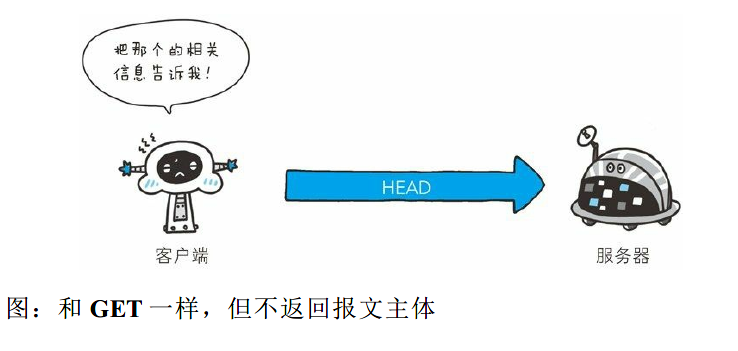 把那个的相关
信息告诉我！
HEAD
客户端
服务器
图：和 GET 一样，但不返回报文主体